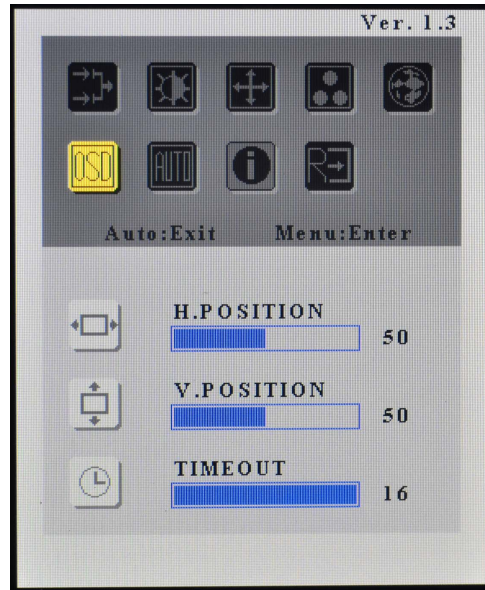 Ver. 1.3
OSD AUTO i R
Auto:Exit Menu:Enter
H.POSITION
50
V.POSITION
50
TIMEOUT
16